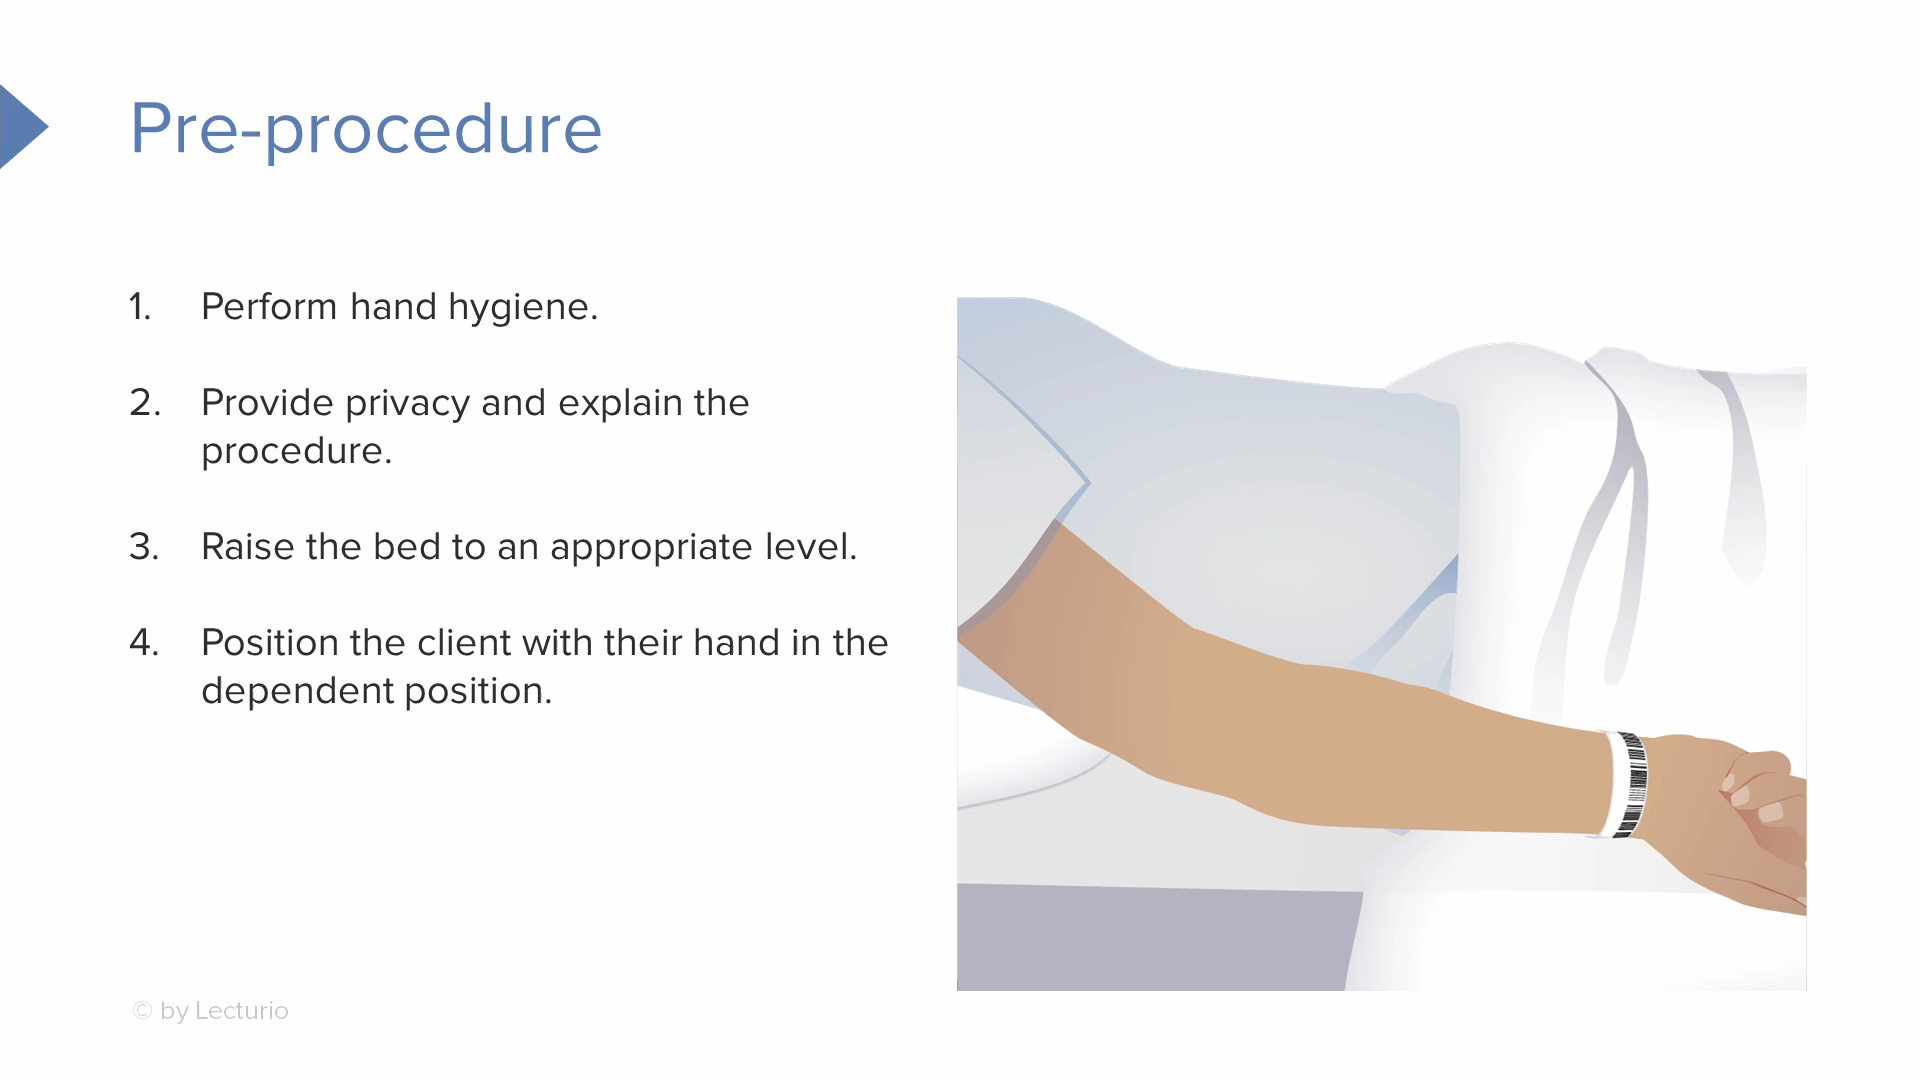 Pre-procedure
1. Perform hand hygiene.
2. Provide privacy and explain the
procedure.
3. Raise the bed to an appropriate level.
4. Position the client with their hand in the
dependent position.
© by Lecturio